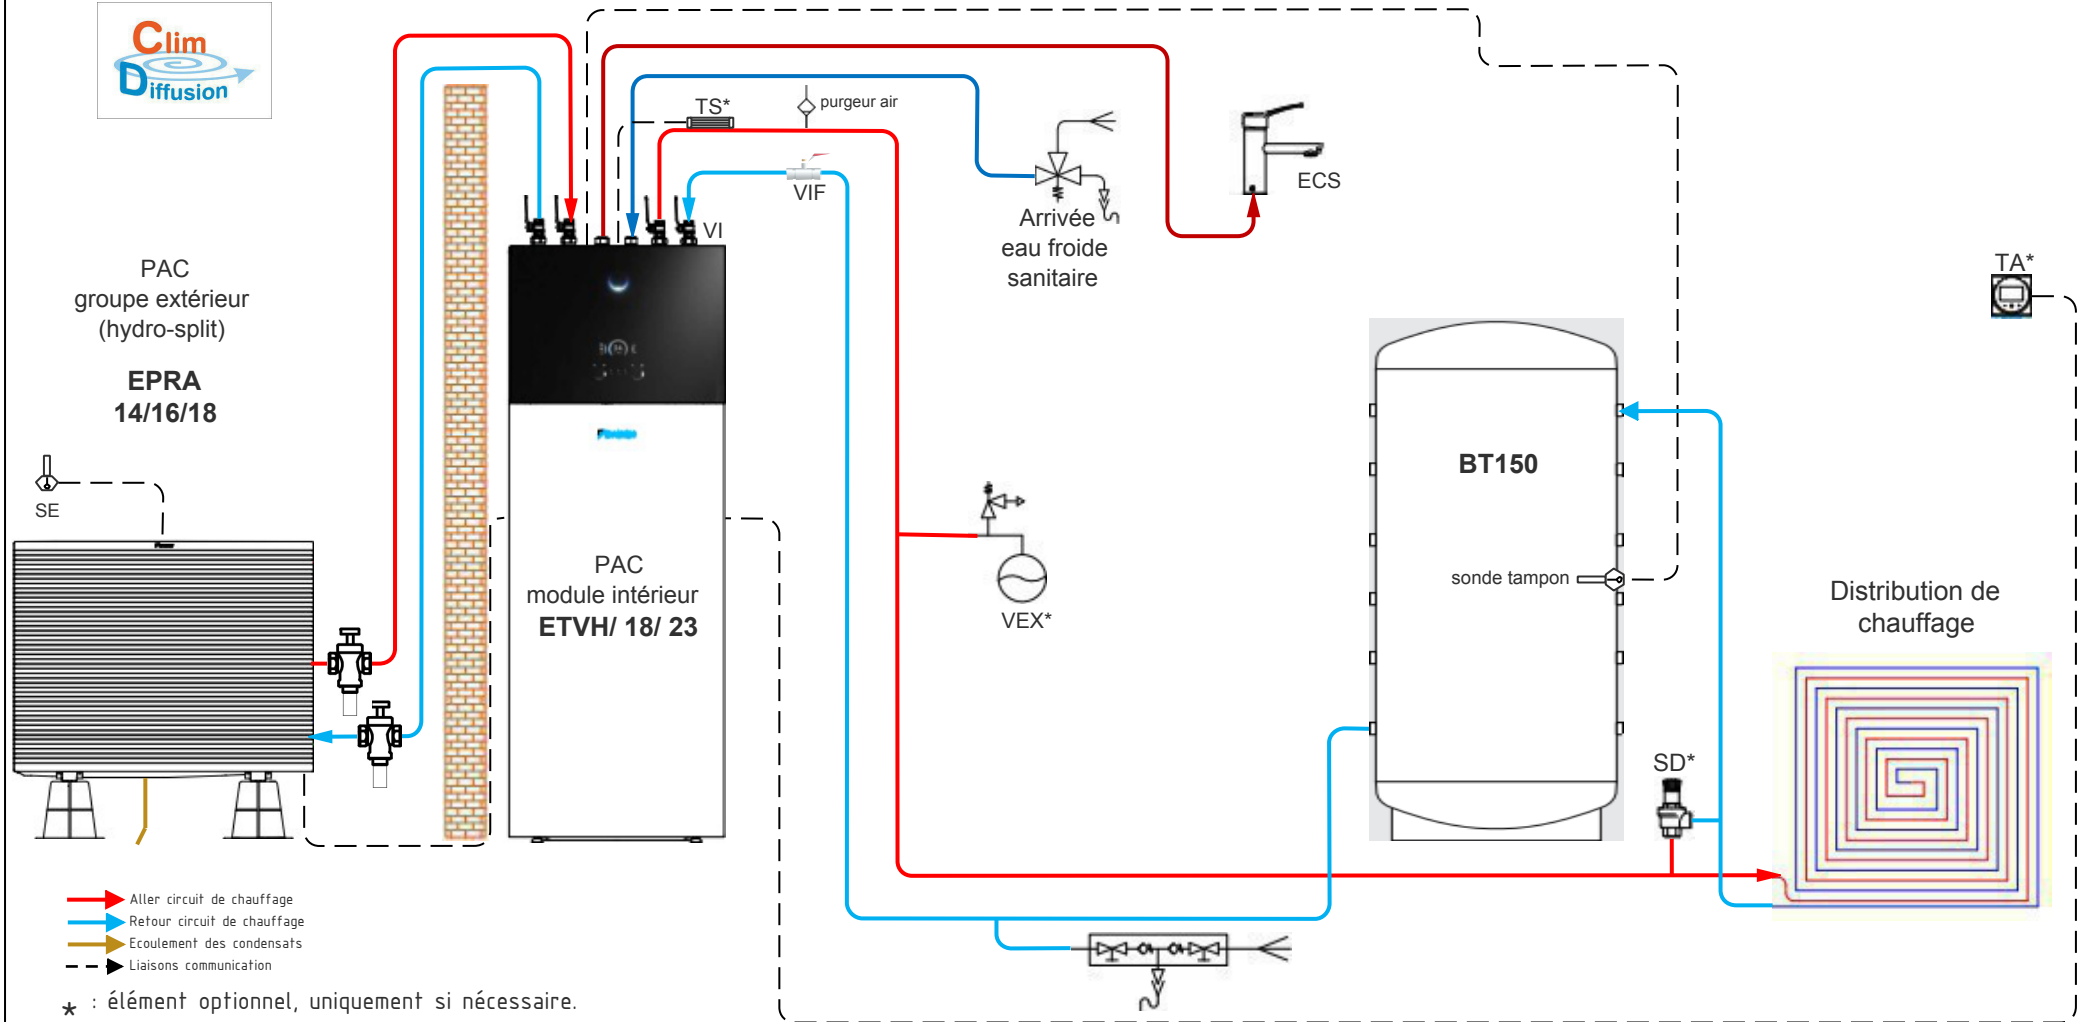 Clim
Diffusion
TS*
purgeur air
VIF
VI
Arrivée
eau froide
sanitaire
ECS
TA*
PAC
groupe extérieur
(hydro-split)
EPRA
14/16/18
SE
BT150
sonde tampon
PAC
module intérieur
ETVH/ 18/ 23
VEX*
Distribution de
chauffage
SD*
Aller circuit de chauffage
Retour circuit de chauffage
Ecoulement des condensats
Liaisons communication
* : élément optionnel, uniquement si nécessaire.